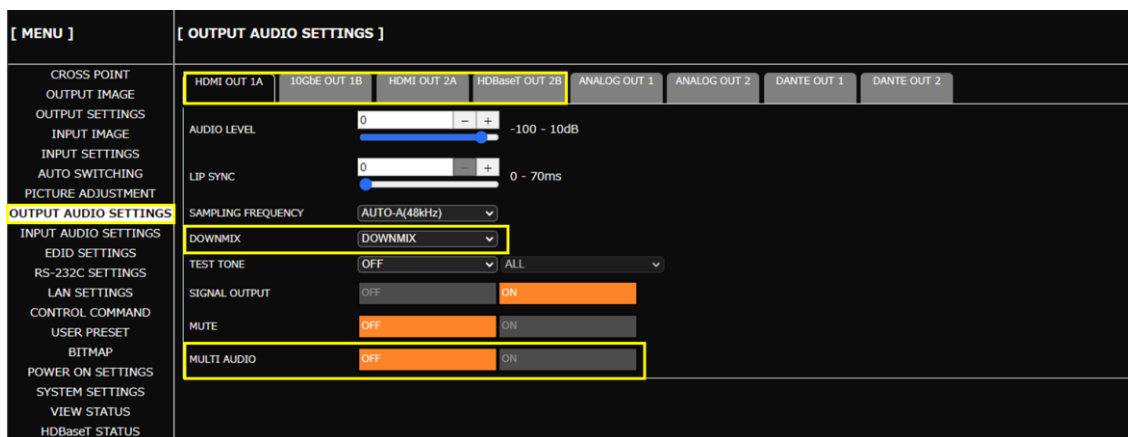 [ MENU ]
[ OUTPUT AUDIO SETTINGS ]
CROSS POINT
OUTPUT IMAGE
OUTPUT SETTINGS
INPUT IMAGE
INPUT SETTINGS
AUTO SWITCHING
PICTURE ADJUSTMENT
OUTPUT AUDIO SETTINGS
INPUT AUDIO SETTINGS
EDID SETTINGS
RS-232C SETTINGS
LAN SETTINGS
CONTROL COMMAND
USER PRESET
BITMAP
POWER ON SETTINGS
SYSTEM SETTINGS
VIEW STATUS
HDBaseT STATUS
HDMI OUT 1A 10GbE OUT 1B HDMI OUT 2A HDBaseT OUT 2B ANALOG OUT 1 ANALOG OUT 2 DANTE OUT 1 DANTE OUT 2
AUDIO LEVEL 0 - + -100 - 10dB
LIP SYNC 0 - + 0 - 70ms
SAMPLING FREQUENCY AUTO-A(48kHz)
DOWNMIX DOWNMIX
TEST TONE OFF ALL
SIGNAL OUTPUT OFF ON
MUTE OFF ON
MULTI AUDIO OFF ON